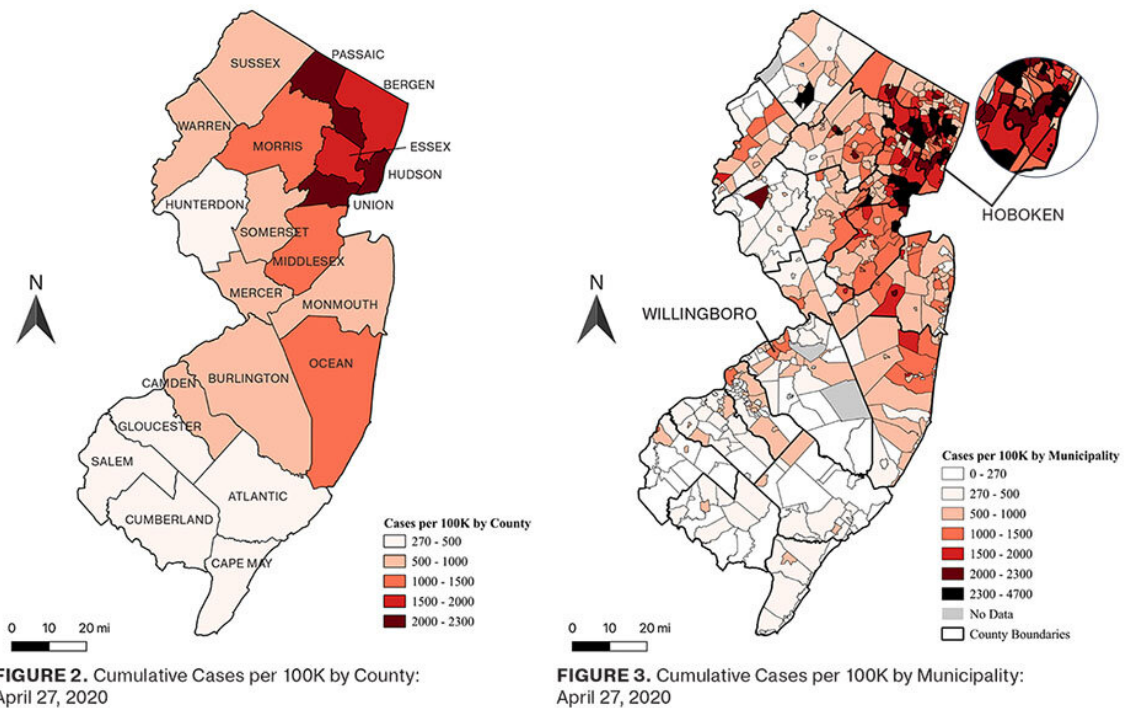 PASSAIC
SUSSEX
BERGEN
WARREN
MORRIS
ESSEX
HUDSON
HUNTERDON
UNION
SOMERSET
MIDDLESEX
MERCER
MONMOUTH
OCEAN
CAMDEN
BURLINGTON
GLOUCESTER
SALEM
ATLANTIC
CUMBERLAND
CAPE MAY
N
Cases per 100K by County
270 - 500
500 - 1000
1000 - 1500
1500 - 2000
2000 - 2300
0 10 20 mi
FIGURE 2. Cumulative Cases per 100K by County:
April 27, 2020
HOBOKEN
N
WILLINGBORO
Cases per 100K by Municipality
0 - 270
270 - 500
500 - 1000
1000 - 1500
1500 - 2000
2000 - 2300
2300 - 4700
No Data
County Boundaries
0 10 20 mi
FIGURE 3. Cumulative Cases per 100K by Municipality:
April 27, 2020